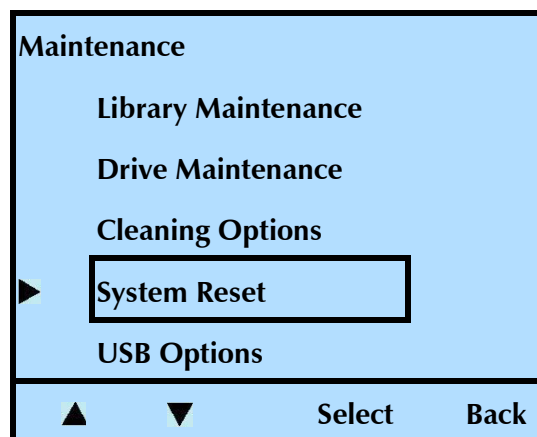 Maintenance
Library Maintenance
Drive Maintenance
Cleaning Options
System Reset
USB Options
Select Back